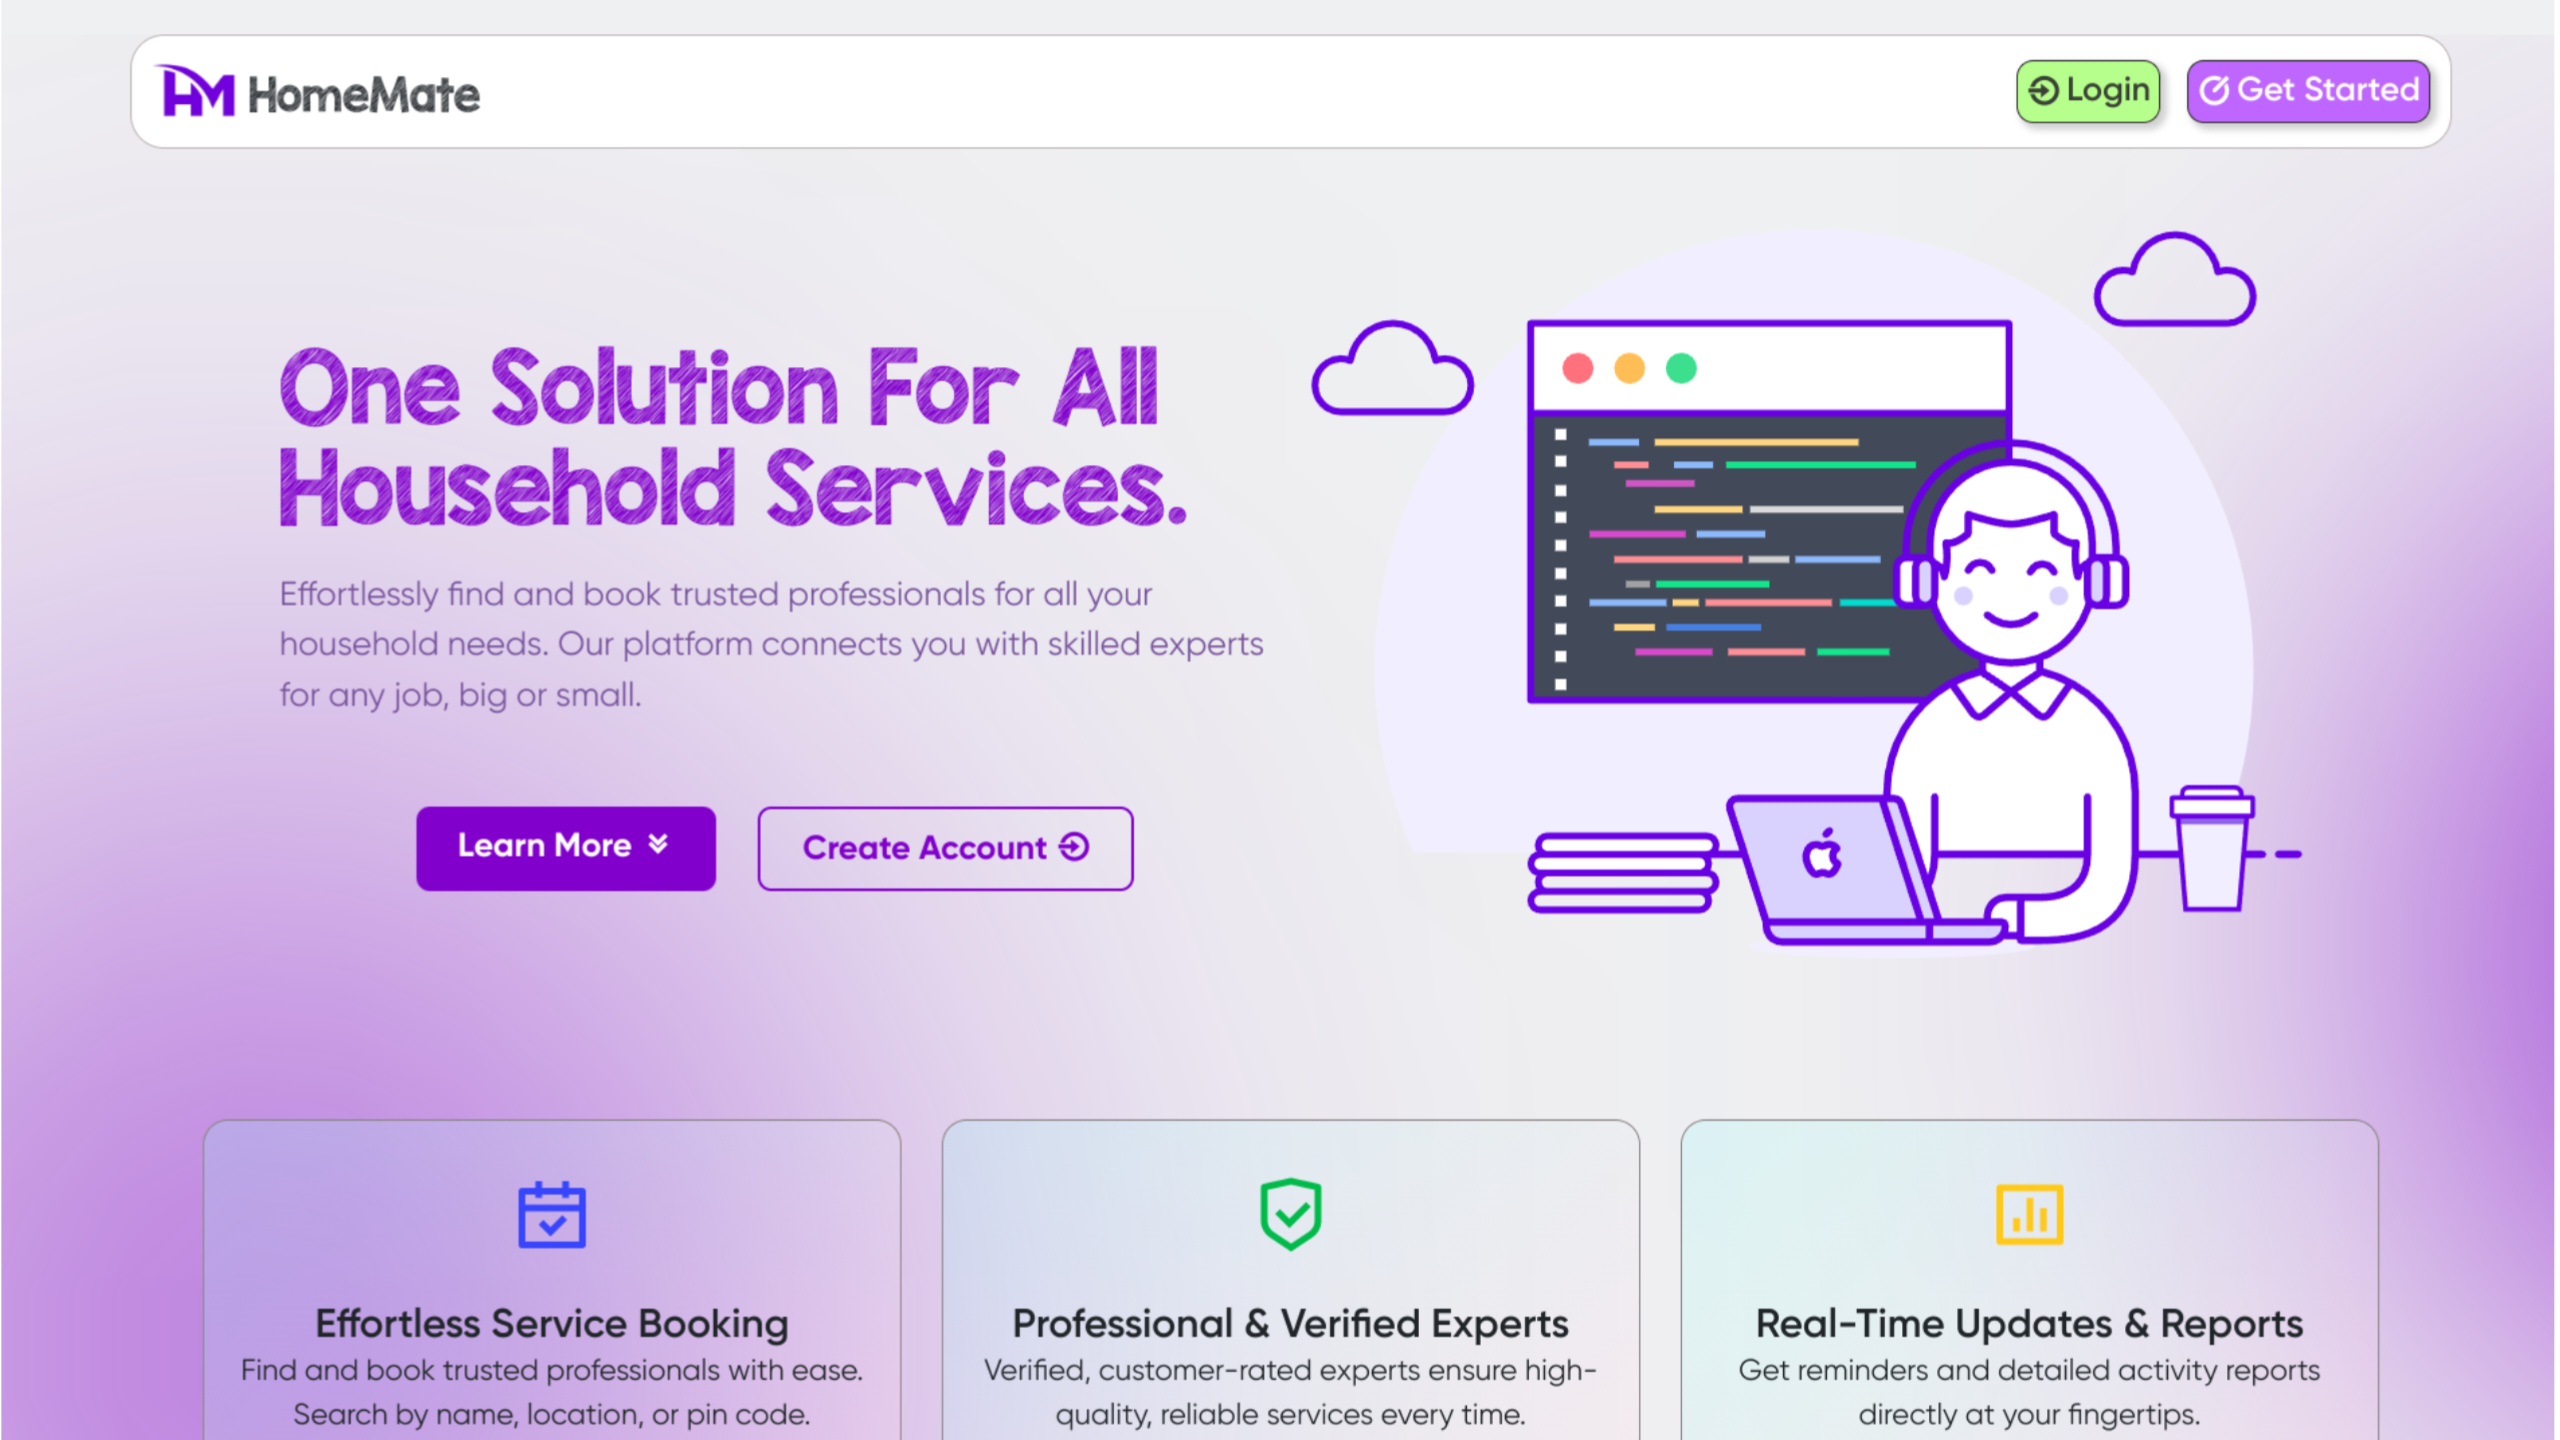 HM HomeMate
Login
Get Started
One Solution For All
Household Services.
Effortlessly find and book trusted professionals for all your
household needs. Our platform connects you with skilled experts
for any job, big or small.
Learn More
Create Account
Effortless Service Booking
Find and book trusted professionals with ease.
Search by name, location, or pin code.
Professional & Verified Experts
Verified, customer-rated experts ensure high-
quality, reliable services every time.
Real-Time Updates & Reports
Get reminders and detailed activity reports
directly at your fingertips.